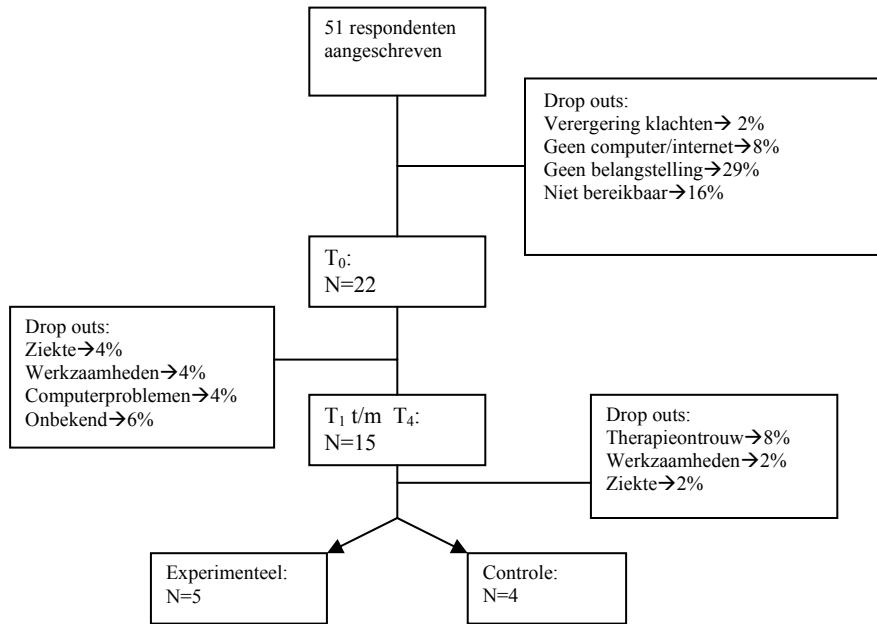 51 respondenten
aangeschreven
Drop outs:
Verergering klachten→ 2%
Geen computer/internet→8%
Geen belangstelling→29%
Niet bereikbaar→16%
T₀:
N=22
Drop outs:
Ziekte→4%
Werkzaamheden→4%
Computerproblemen→4%
Onbekend→6%
T₁ t/m T₄:
N=15
Drop outs:
Therapieontrouw→8%
Werkzaamheden→2%
Ziekte→2%
Experimenteel:
N=5
Controle:
N=4